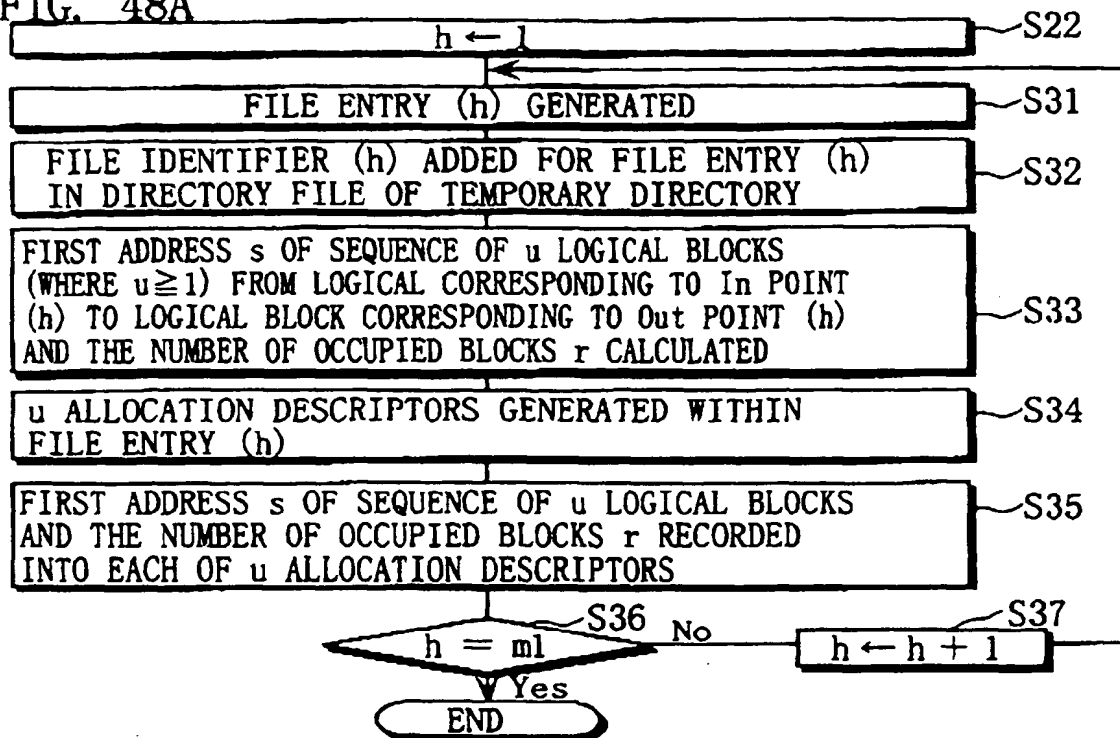 FIG. 48A
h ← 1
S22
FILE ENTRY (h) GENERATED
S31
FILE IDENTIFIER (h) ADDED FOR FILE ENTRY (h)
IN DIRECTORY FILE OF TEMPORARY DIRECTORY
S32
FIRST ADDRESS s OF SEQUENCE OF u LOGICAL BLOCKS
(WHERE u≧1) FROM LOGICAL CORRESPONDING TO In POINT
(h) TO LOGICAL BLOCK CORRESPONDING TO Out POINT (h)
AND THE NUMBER OF OCCUPIED BLOCKS r CALCULATED
S33
u ALLOCATION DESCRIPTORS GENERATED WITHIN
FILE ENTRY (h)
S34
FIRST ADDRESS s OF SEQUENCE OF u LOGICAL BLOCKS
AND THE NUMBER OF OCCUPIED BLOCKS r RECORDED
INTO EACH OF u ALLOCATION DESCRIPTORS
S35
S36
h = m1
No
S37
h ← h + 1
Yes
END